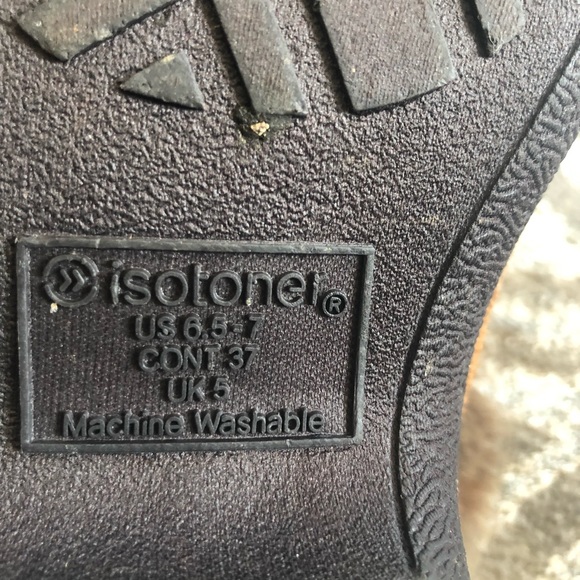 isotoner®
US 6.5-7
CONT 37
UK 5
Machine Washable